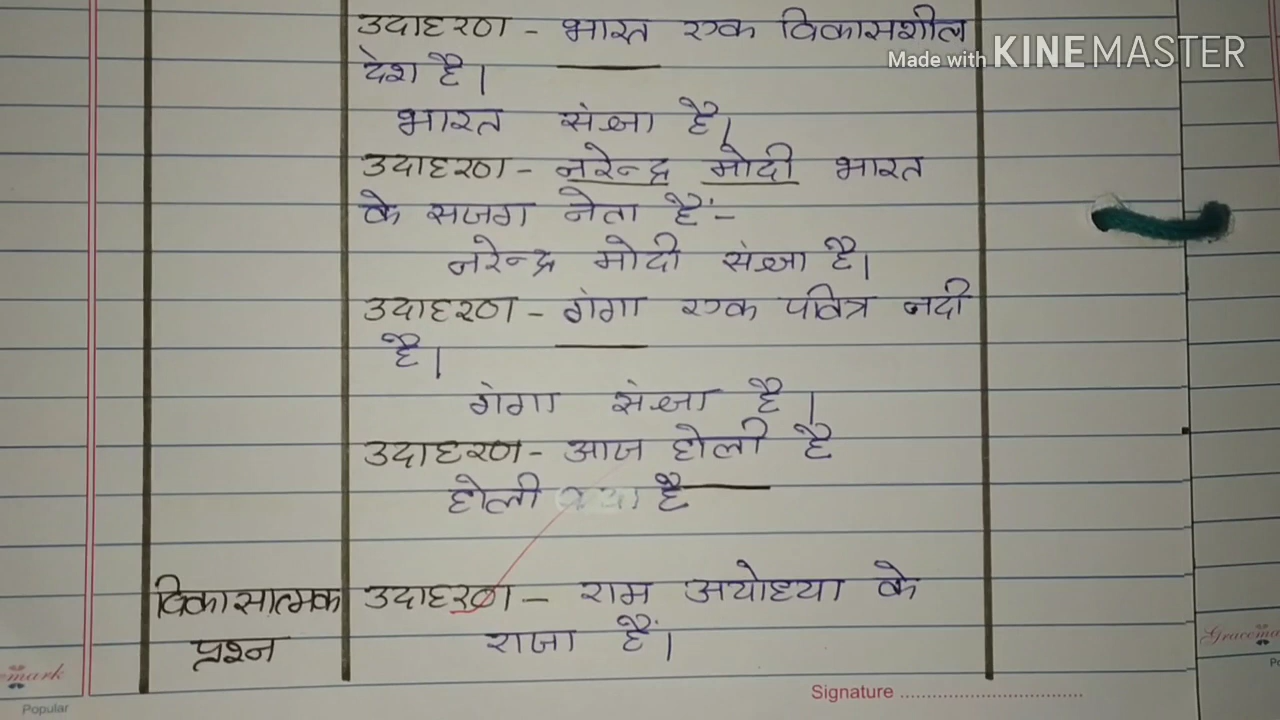 उदाहरण - भारत एक विकासशील
Made with KINEMASTER
देश है।
भारत संज्ञा है।
उदाहरण - नरेन्द्र मोदी भारत
के सजग नेता हैं:-
नरेन्द्र मोदी संज्ञा है।
उदाहरण - गंगा एक पवित्र नदी
है।
गंगा संज्ञा है।
उदाहरण - आज होली है
होली क्या है
विकासात्मक उदाहरण - राम अयोध्या के
प्रश्न राजा हैं।
Signature
Popular